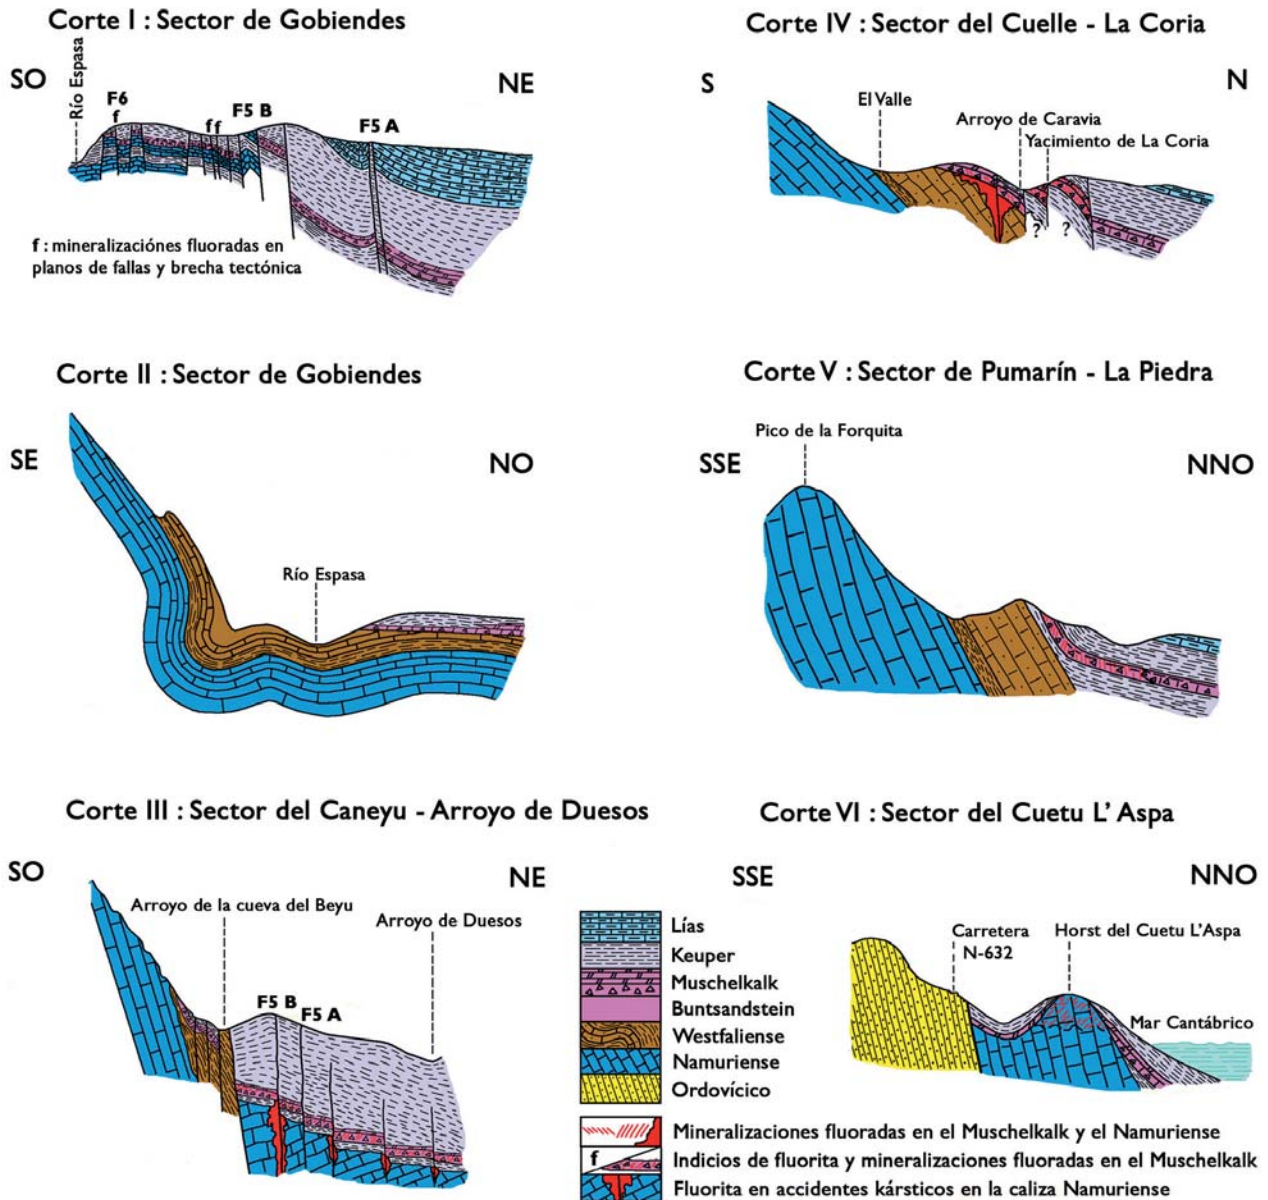 Corte I : Sector de Gobiendes
SO
Río Espasa
F6
f
f f
F5 B
F5 A
NE
f : mineralizaciónes fluoradas en
planos de fallas y brecha tectónica
Corte IV : Sector del Cuelle - La Coria
S
N
El Valle
Arroyo de Caravia
Yacimiento de La Coria
?
?
Corte II : Sector de Gobiendes
SE
NO
Río Espasa
Corte V : Sector de Pumarín - La Piedra
Pico de la Forquita
SSE
NNO
Corte III : Sector del Caneyu - Arroyo de Duesos
SO
NE
Arroyo de la cueva del Beyu
Arroyo de Duesos
F5 B
F5 A
Corte VI : Sector del Cuetu L' Aspa
SSE
NNO
Carretera
N-632
Horst del Cuetu L'Aspa
Mar Cantábrico
Lías
Keuper
Muschelkalk
Buntsandstein
Westfaliense
Namuriense
Ordovícico
Mineralizaciones fluoradas en el Muschelkalk y el Namuriense
f
Indicios de fluorita y mineralizaciones fluoradas en el Muschelkalk
Fluorita en accidentes kársticos en la caliza Namuriense